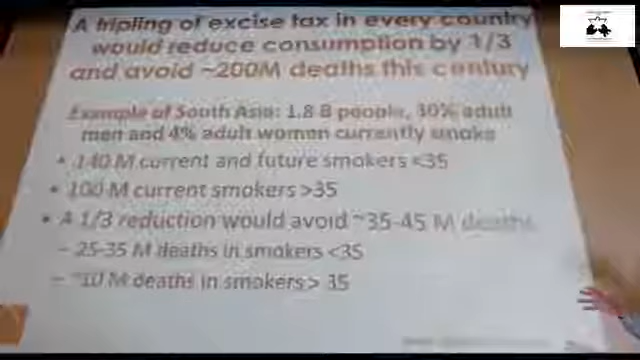 A tripling of excise tax in every country
would reduce consumption by 1/3
and avoid ~200M deaths this century
Example of South Asia: 1.8 B people, 30% adult
men and 4% adult women currently smoke
• 140 M current and future smokers <35
• 100 M current smokers >35
• A 1/3 reduction would avoid ~35-45 M deaths
– 25-35 M deaths in smokers <35
– ~10 M deaths in smokers > 35